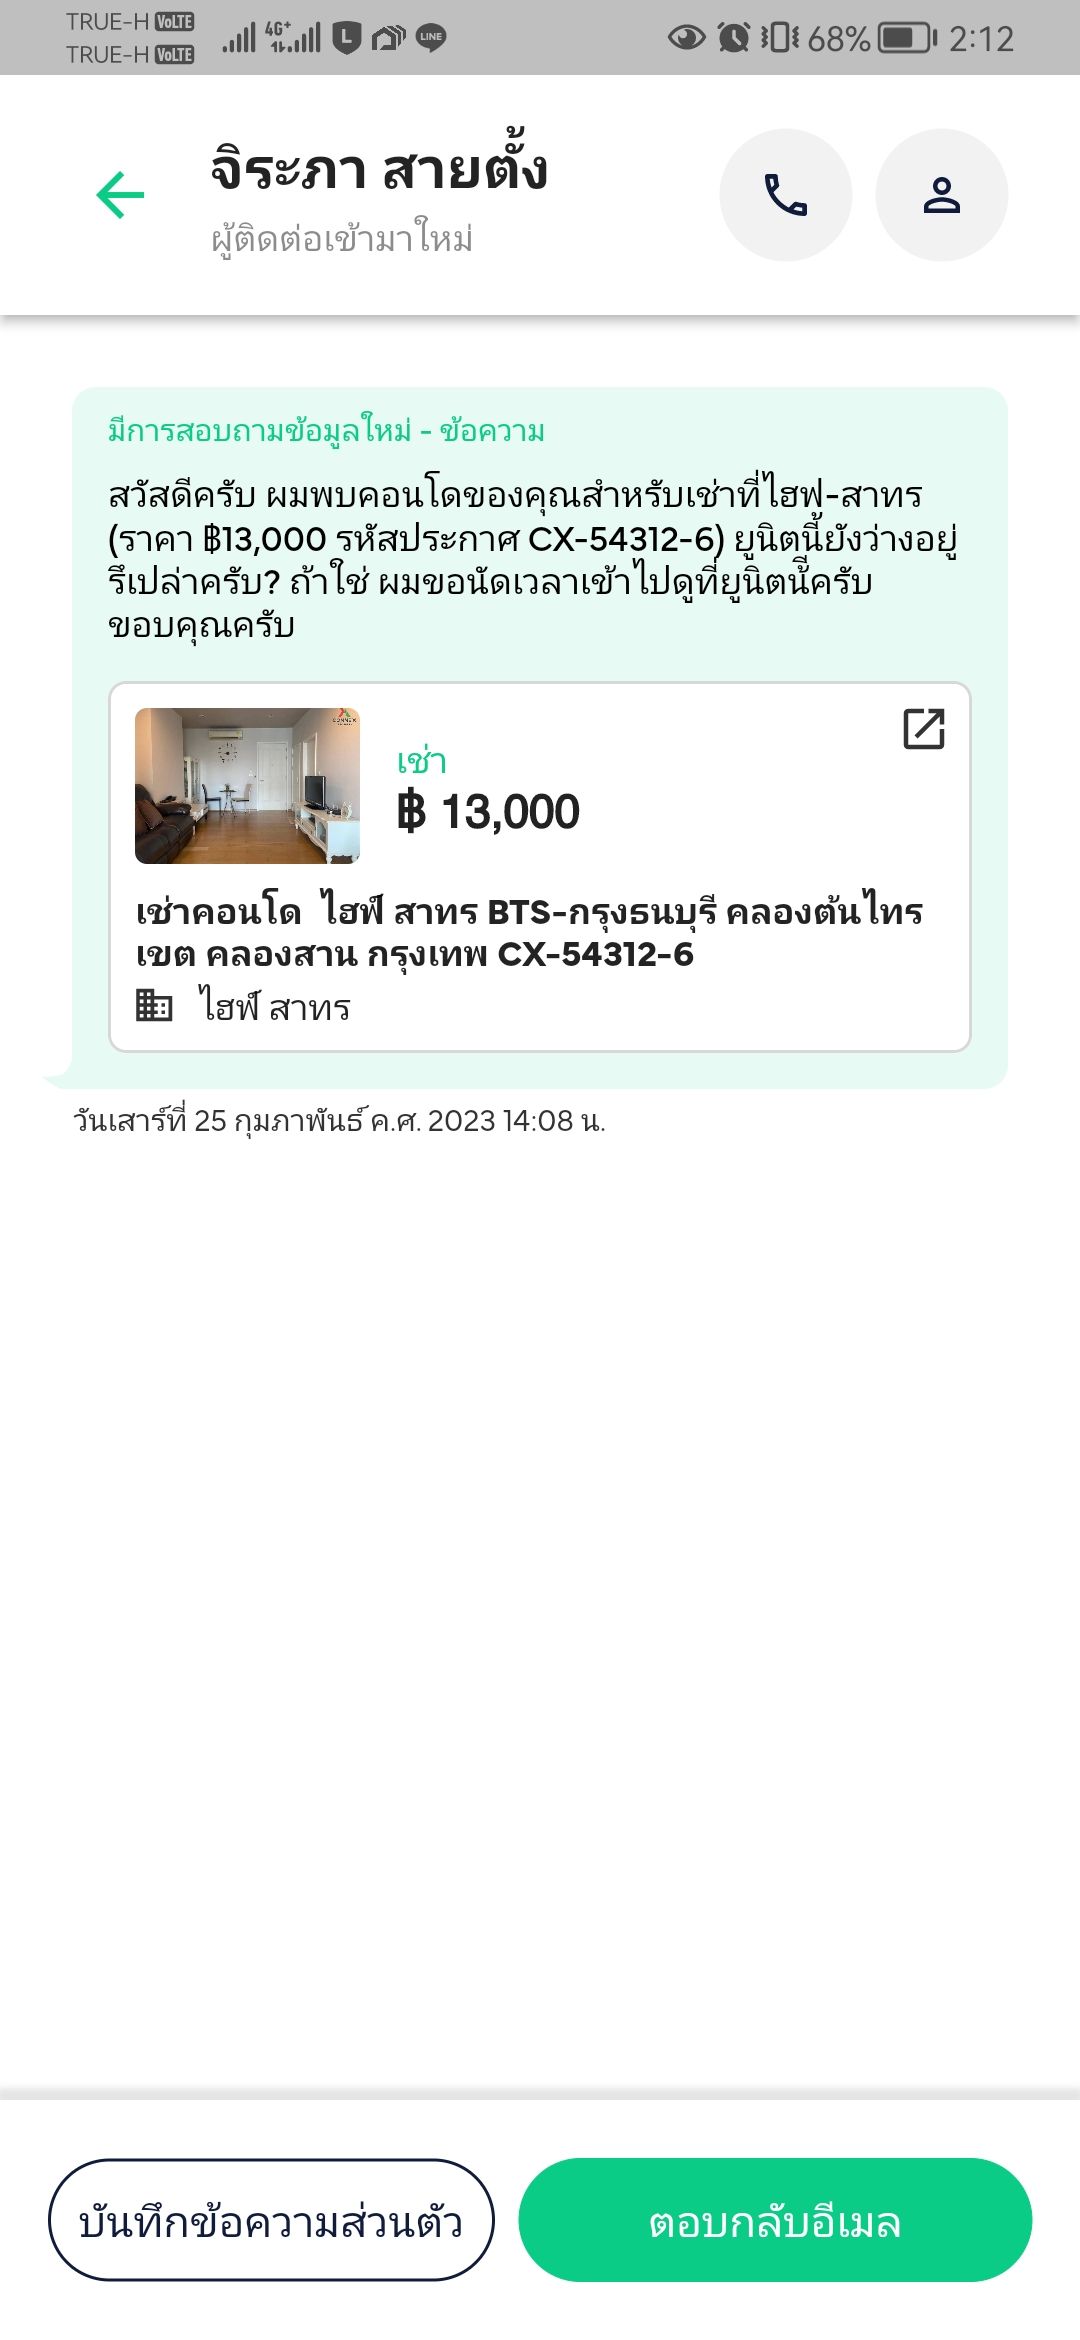 TRUE-H VoLTE
TRUE-H VoLTE
4G+
L
LINE
68%
2:12
จิระภา สายตั้ง
ผู้ติดต่อเข้ามาใหม่
มีการสอบถามข้อมูลใหม่ - ข้อความ
สวัสดีครับ ผมพบคอนโดของคุณสำหรับเช่าที่ไฮฟ-สาทร
(ราคา ฿13,000 รหัสประกาศ CX-54312-6) ยูนิตนี้ยังว่างอยู่
รึเปล่าครับ? ถ้าใช่ ผมขอนัดเวลาเข้าไปดูที่ยูนิตนี้ครับ
ขอบคุณครับ
CONNEX
เช่า
฿ 13,000
เช่าคอนโด ไฮฟ์ สาทร BTS-กรุงธนบุรี คลองต้นไทร
เขต คลองสาน กรุงเทพ CX-54312-6
ไฮฟ์ สาทร
วันเสาร์ที่ 25 กุมภาพันธ์ ค.ศ. 2023 14:08 น.
บันทึกข้อความส่วนตัว
ตอบกลับอีเมล